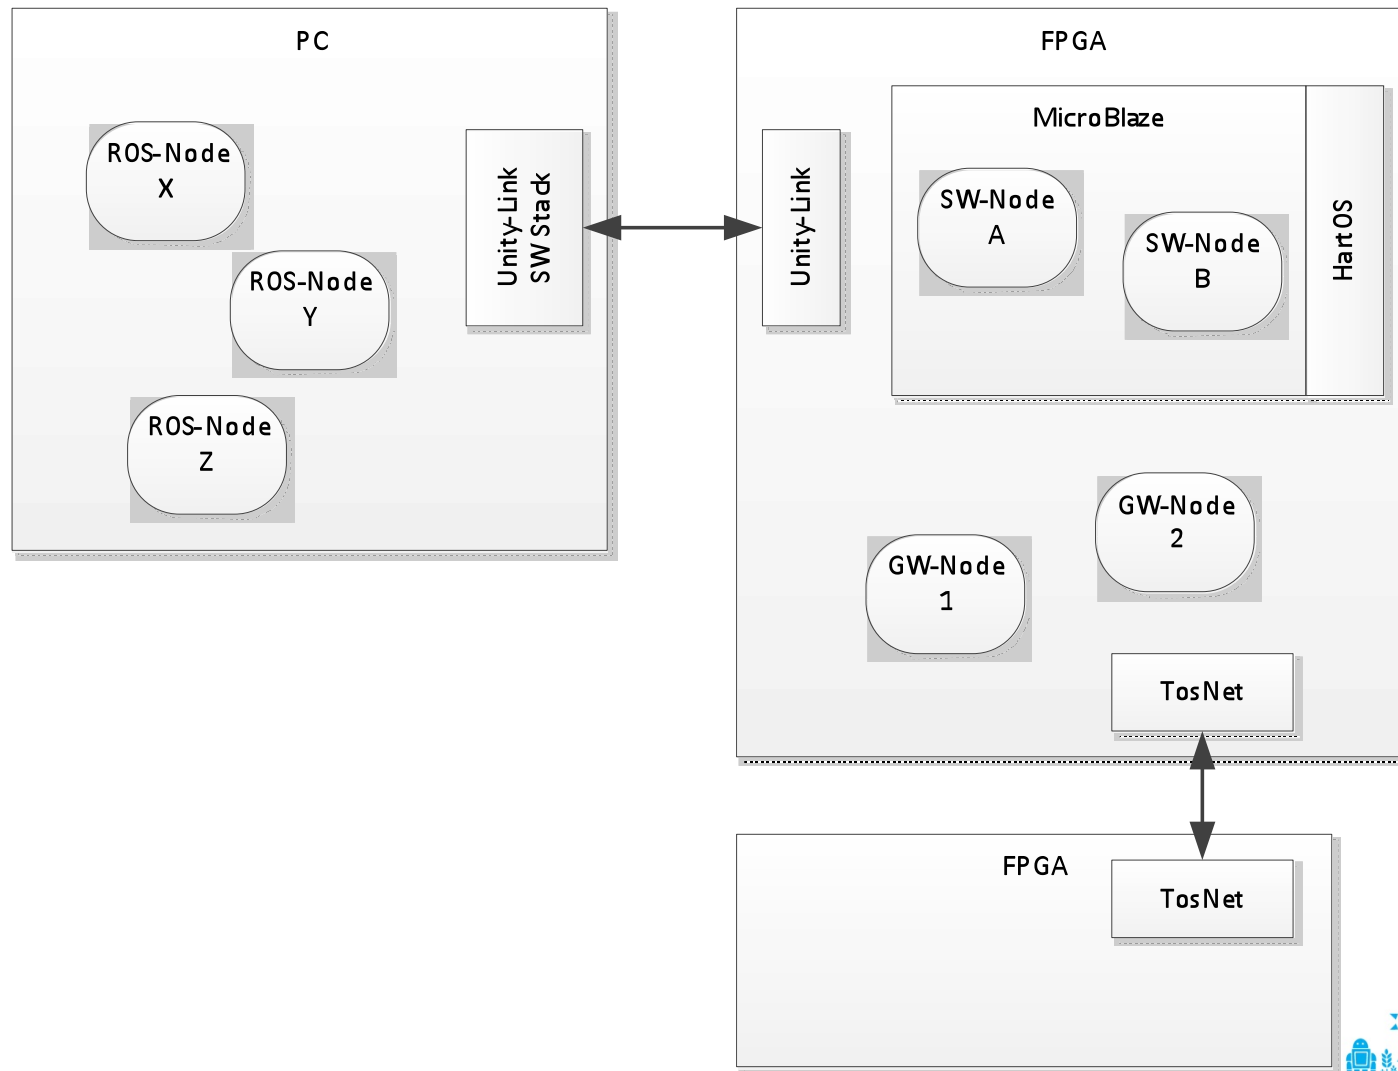 PC
ROS-Node
X
ROS-Node
Y
ROS-Node
Z
Unity-Link
SW Stack
FPGA
Unity-Link
MicroBlaze
SW-Node
A
SW-Node
B
HartOS
GW-Node
1
GW-Node
2
TosNet
FPGA
TosNet